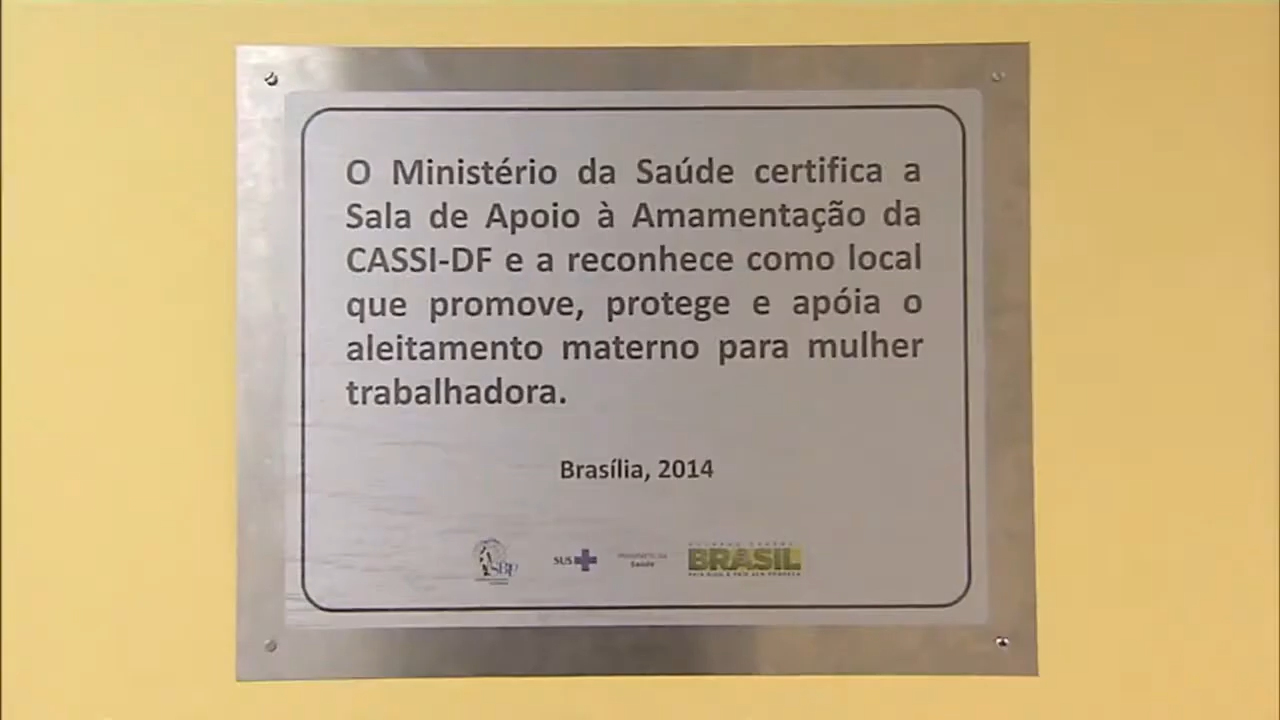 O Ministério da Saúde certifica a
Sala de Apoio à Amamentação da
CASSI-DF e a reconhece como local
que promove, protege e apóia o
aleitamento materno para mulher
trabalhadora.
Brasília, 2014
SBP
SUS
Ministério da
Saúde
BRASIL